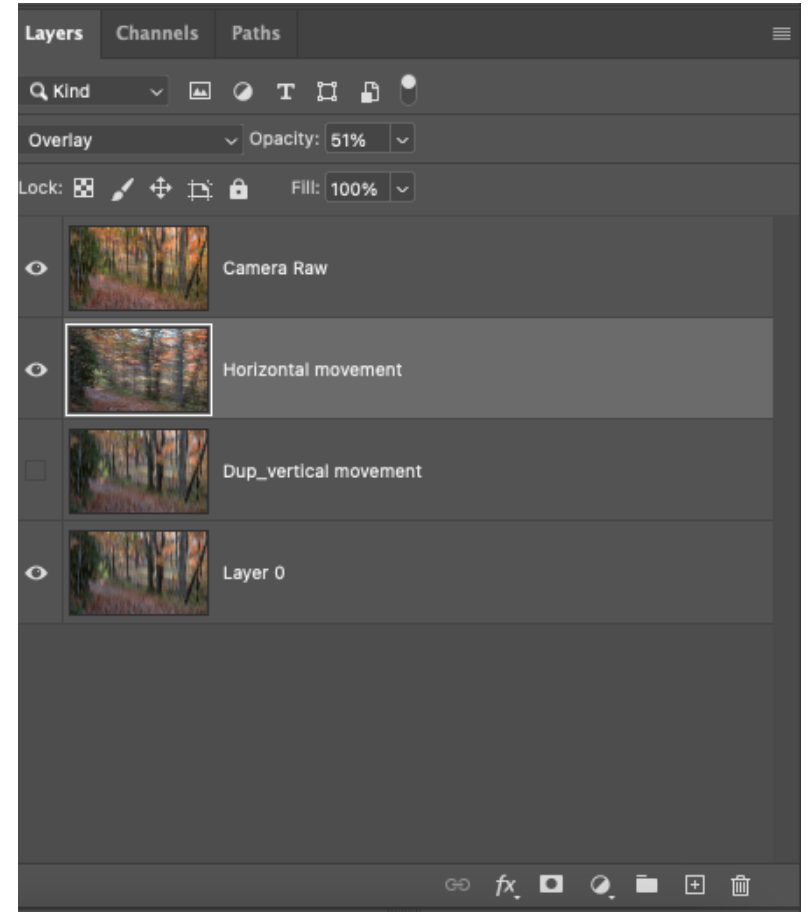 Layers Channels Paths
Kind T
Overlay Opacity: 51%
Lock: Fill: 100%
Camera Raw
Horizontal movement
Dup_vertical movement
Layer 0
fx